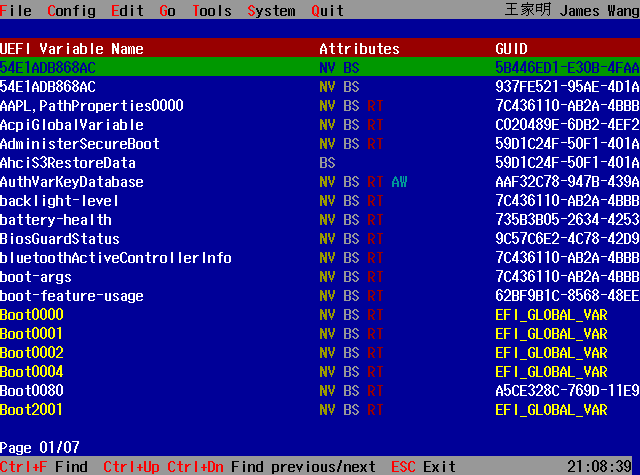 File Config Edit Go Tools System Quit 王家明 James Wang
UEFI Variable Name Attributes GUID
54E1ADB868AC NV BS 5B446ED1-E30B-4FAA
54E1ADB868AC NV BS 937FE521-95AE-4D1A
AAPL,PathProperties0000 NV BS RT 7C436110-AB2A-4BBB
AcpiGlobalVariable NV BS RT C020489E-6DB2-4EF2
AdministerSecureBoot NV BS RT 59D1C24F-50F1-401A
AhciS3RestoreData BS 59D1C24F-50F1-401A
AuthVarKeyDatabase NV BS RT AW AAF32C78-947B-439A
backlight-level NV BS RT 7C436110-AB2A-4BBB
battery-health NV BS RT 735B3B05-2634-4253
BiosGuardStatus NV BS RT 9C57C6E2-4C78-42D9
bluetoothActiveControllerInfo NV BS RT 7C436110-AB2A-4BBB
boot-args NV BS RT 7C436110-AB2A-4BBB
boot-feature-usage NV BS RT 62BF9B1C-8568-48EE
Boot0000 NV BS RT EFI_GLOBAL_VAR
Boot0001 NV BS RT EFI_GLOBAL_VAR
Boot0002 NV BS RT EFI_GLOBAL_VAR
Boot0004 NV BS RT EFI_GLOBAL_VAR
Boot0080 NV BS RT A5CE328C-769D-11E9
Boot2001 NV BS RT EFI_GLOBAL_VAR
Page 01/07
Ctrl+F Find Ctrl+Up Ctrl+Dn Find previous/next ESC Exit 21:08:39